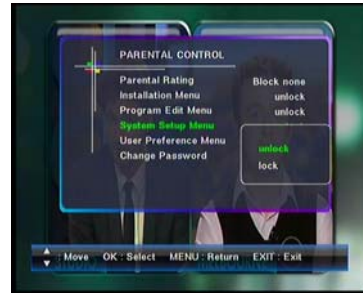 PARENTAL CONTROL
Parental Rating Block none
Installation Menu unlock
Program Edit Menu unlock
System Setup Menu
User Preference Menu unlock
Change Password lock
: Move OK : Select MENU : Return EXIT : Exit